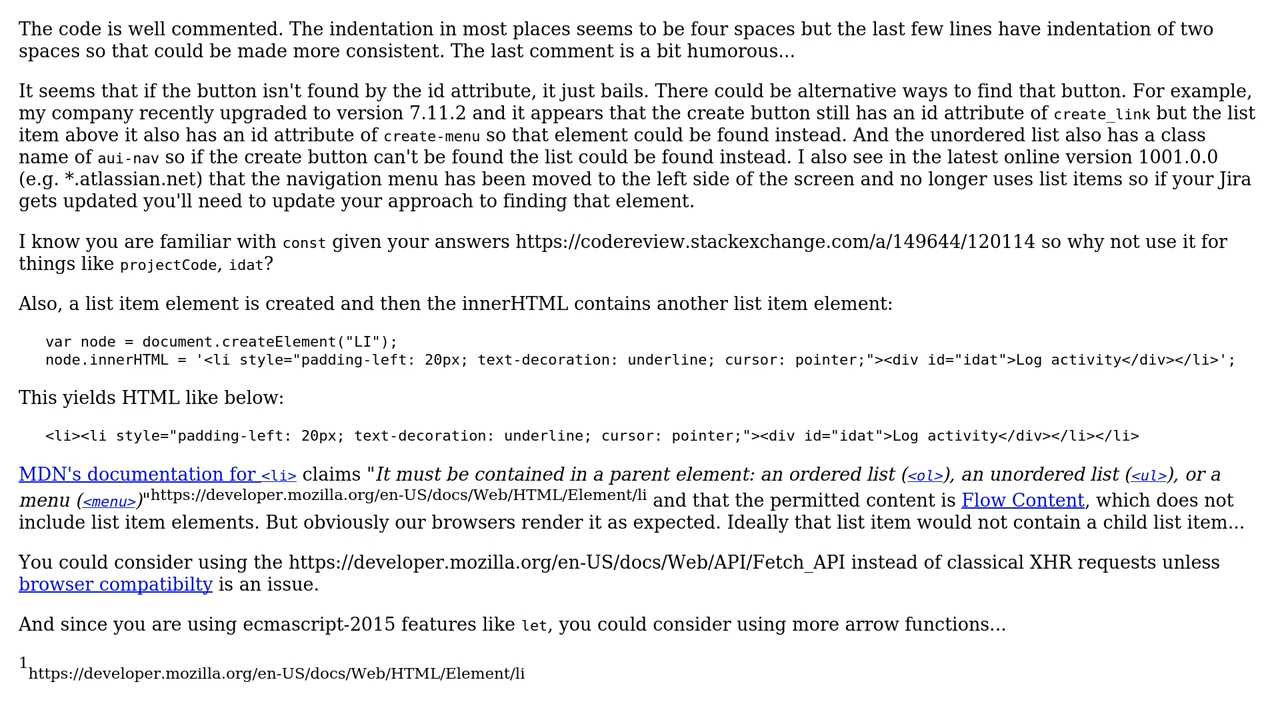 The code is well commented. The indentation in most places seems to be four spaces but the last few lines have indentation of two
spaces so that could be made more consistent. The last comment is a bit humorous...
It seems that if the button isn't found by the id attribute, it just bails. There could be alternative ways to find that button. For example,
my company recently upgraded to version 7.11.2 and it appears that the create button still has an id attribute of create_link but the list
item above it also has an id attribute of create-menu so that element could be found instead. And the unordered list also has a class
name of aui-nav so if the create button can't be found the list could be found instead. I also see in the latest online version 1001.0.0
(e.g. *.atlassian.net) that the navigation menu has been moved to the left side of the screen and no longer uses list items so if your Jira
gets updated you'll need to update your approach to finding that element.
I know you are familiar with const given your answers https://codereview.stackexchange.com/a/149644/120114 so why not use it for
things like projectCode, idat?
Also, a list item element is created and then the innerHTML contains another list item element:
var node = document.createElement("LI");
node.innerHTML = '<li style="padding-left: 20px; text-decoration: underline; cursor: pointer;"><div id="idat">Log activity</div></li>';
This yields HTML like below:
<li><li style="padding-left: 20px; text-decoration: underline; cursor: pointer;"><div id="idat">Log activity</div></li></li>
MDN's documentation for <li> claims "It must be contained in a parent element: an ordered list (<ol>), an unordered list (<ul>), or a
menu (<menu>)"https://developer.mozilla.org/en-US/docs/Web/HTML/Element/li and that the permitted content is Flow Content, which does not
include list item elements. But obviously our browsers render it as expected. Ideally that list item would not contain a child list item...
You could consider using the https://developer.mozilla.org/en-US/docs/Web/API/Fetch_API instead of classical XHR requests unless
browser compatibilty is an issue.
And since you are using ecmascript-2015 features like let, you could consider using more arrow functions...
1https://developer.mozilla.org/en-US/docs/Web/HTML/Element/li